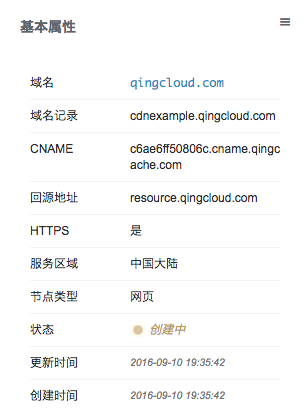 基本属性
域名 qingcloud.com
域名记录 cdnexample.qingcloud.com
CNAME c6ae6ff50806c.cname.qingc
ache.com
回源地址 resource.qingcloud.com
HTTPS 是
服务区域 中国大陆
节点类型 网页
状态 创建中
更新时间 2016-09-10 19:35:42
创建时间 2016-09-10 19:35:42